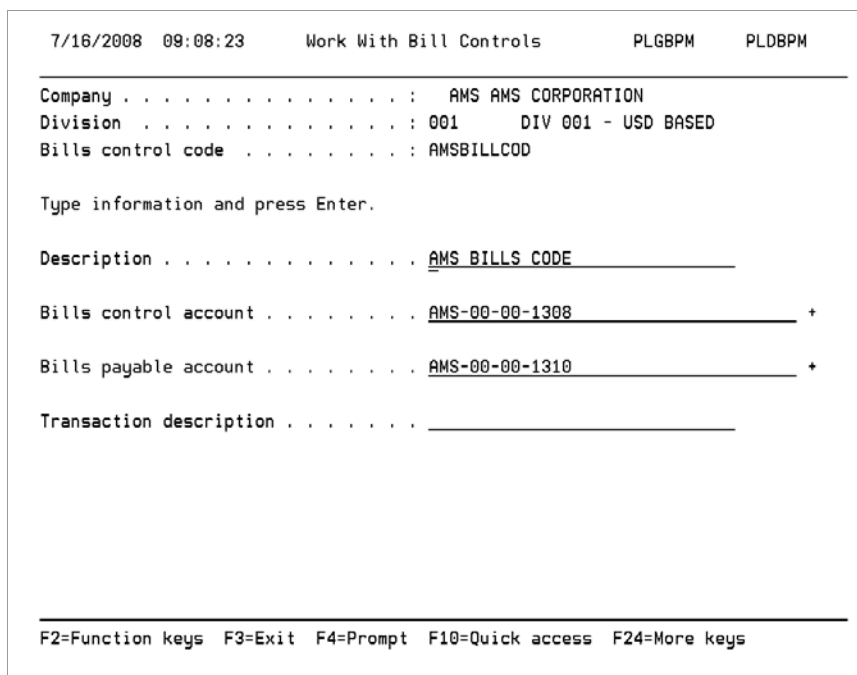 7/16/2008 09:08:23 Work With Bill Controls PLGBPM PLDBPM
Company . . . . . . . . . . . . . . : AMS AMS CORPORATION
Division . . . . . . . . . . . . . : 001 DIV 001 - USD BASED
Bills control code . . . . . . . . : AMSBILLCOD
Type information and press Enter.
Description . . . . . . . . . . . . . AMS BILLS CODE
Bills control account . . . . . . . . AMS-00-00-1308 +
Bills payable account . . . . . . . . AMS-00-00-1310 +
Transaction description . . . . . . .
F2=Function keys F3=Exit F4=Prompt F10=Quick access F24=More keys